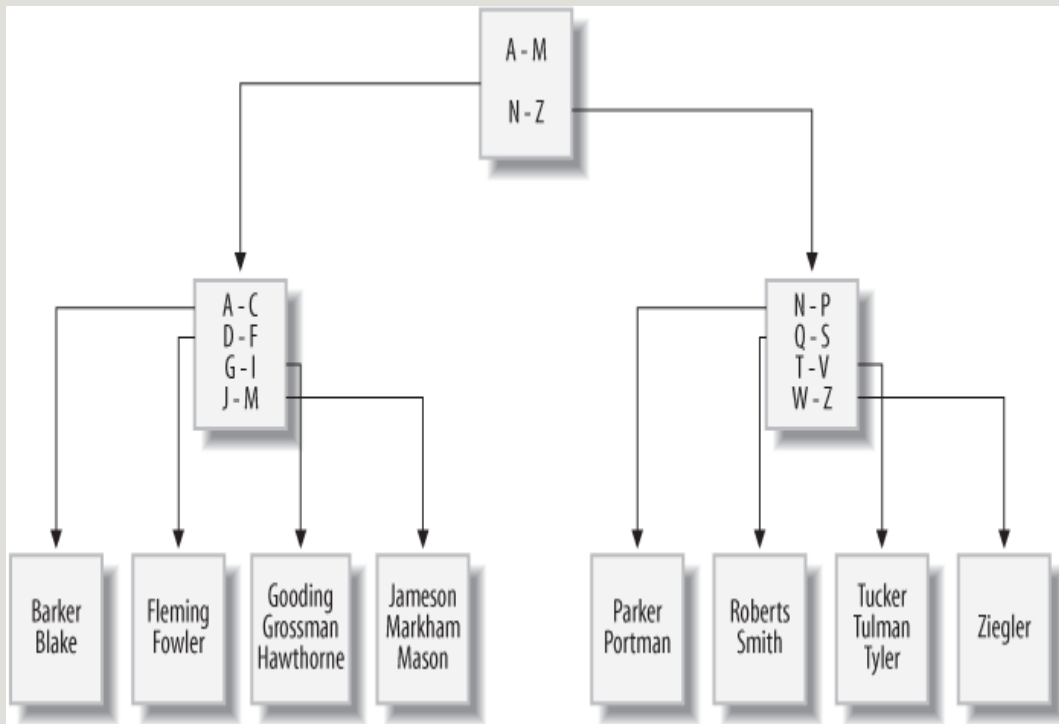 A - M
N - Z
A - C
D - F
G - I
J - M
N - P
Q - S
T - V
W - Z
Barker
Blake
Fleming
Fowler
Gooding
Grossman
Hawthorne
Jameson
Markham
Mason
Parker
Portman
Roberts
Smith
Tucker
Tulman
Tyler
Ziegler